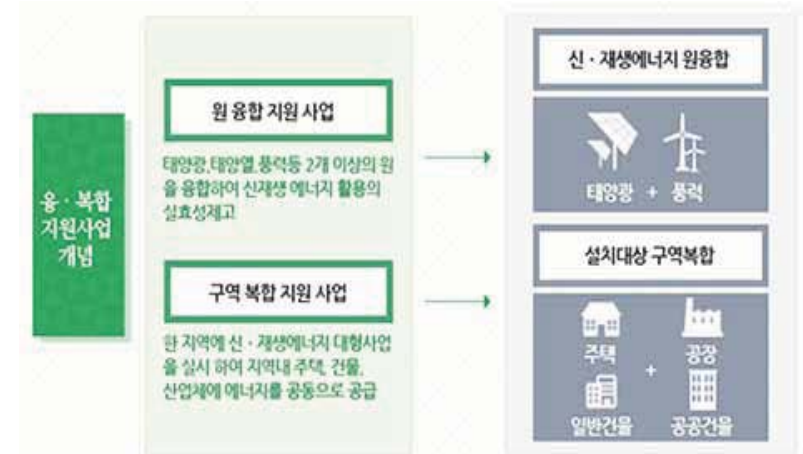 융 · 복합
지원사업
개념
원 융합 지원 사업
태양광, 태양열, 풍력등 2개 이상의 원
을 융합하여 신재생 에너지 활용의
실효성제고
구역 복합 지원 사업
한 지역에 신 · 재생에너지 대형사업
을 실시 하여 지역내 주택, 건물,
산업체에 에너지를 공동으로 공급
신 · 재생에너지 원융합
태양광 + 풍력
설치대상 구역복합
주택 공장
+
일반건물 공공건물